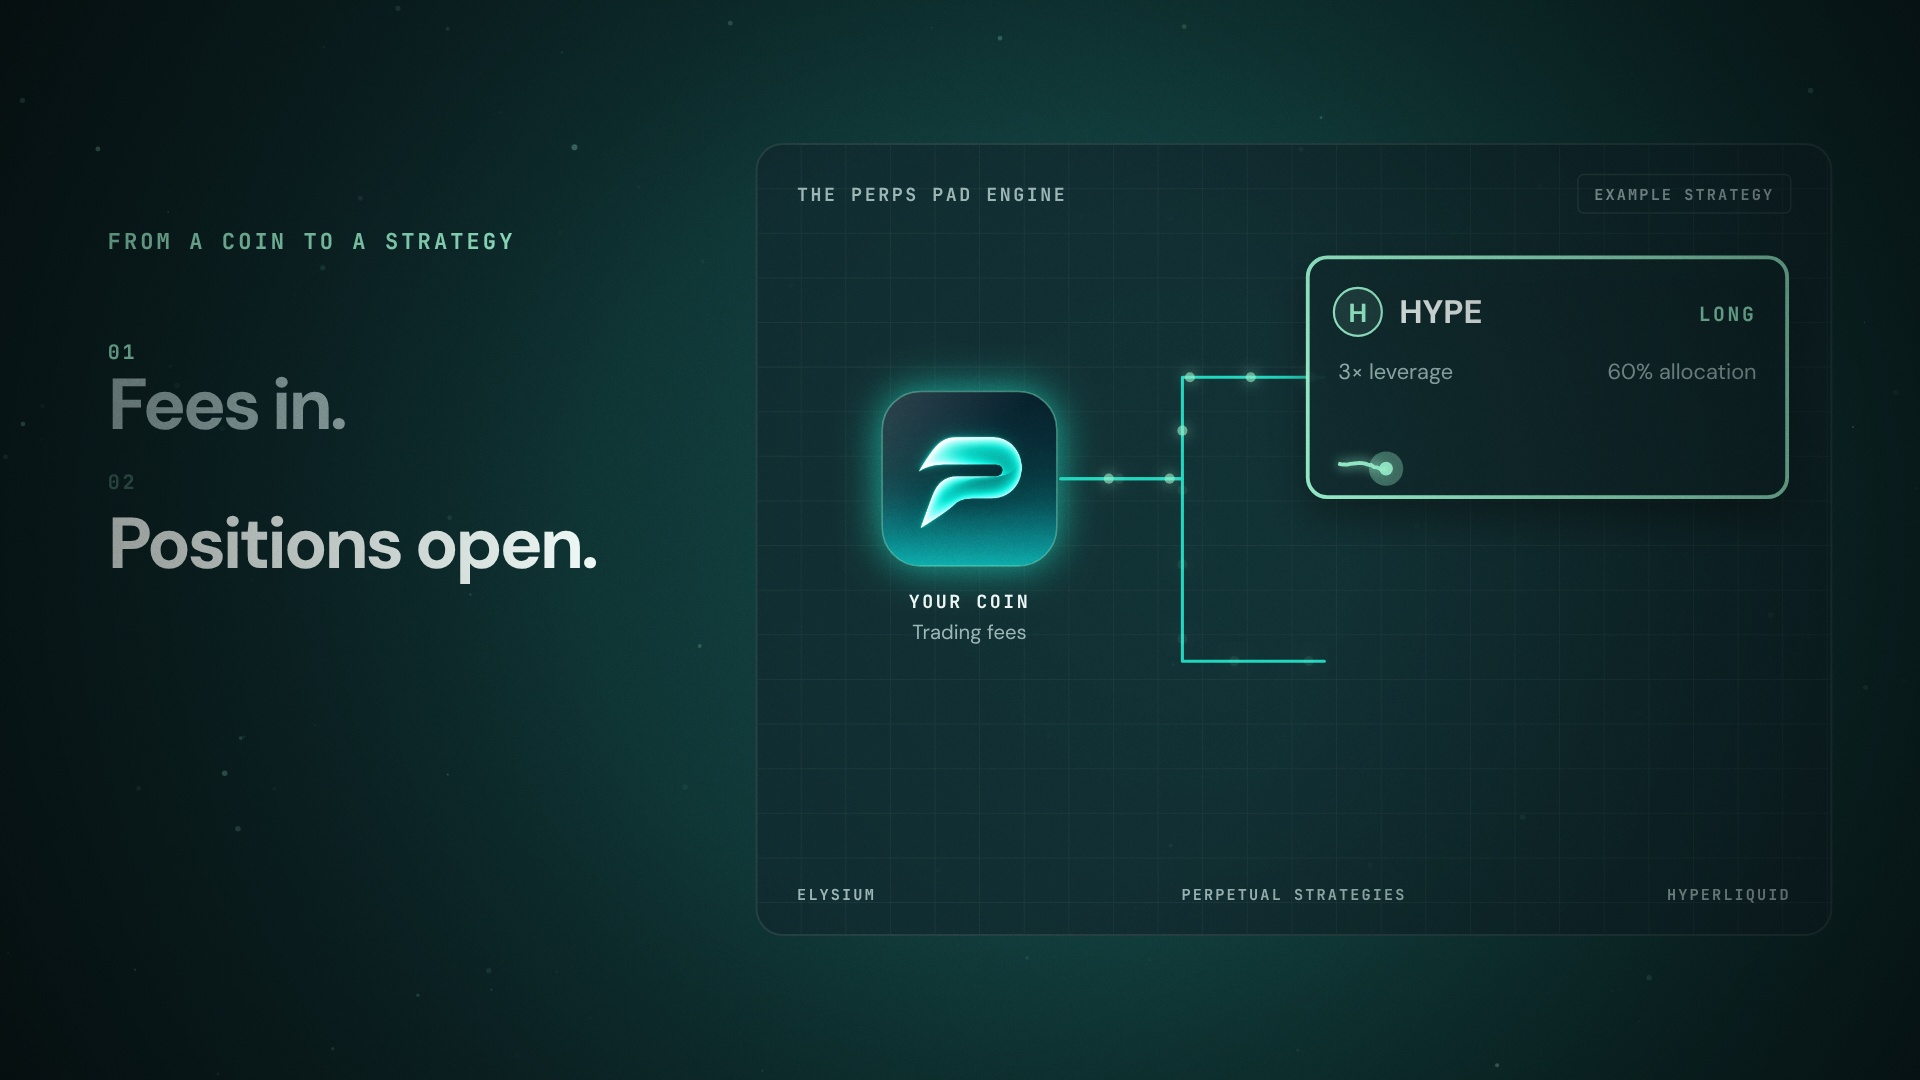 FROM A COIN TO A STRATEGY
01
Fees in.
02
Positions open.
THE PERPS PAD ENGINE
EXAMPLE STRATEGY
H HYPE
LONG
3× leverage
60% allocation
YOUR COIN
Trading fees
ELYSIUM
PERPETUAL STRATEGIES
HYPERLIQUID